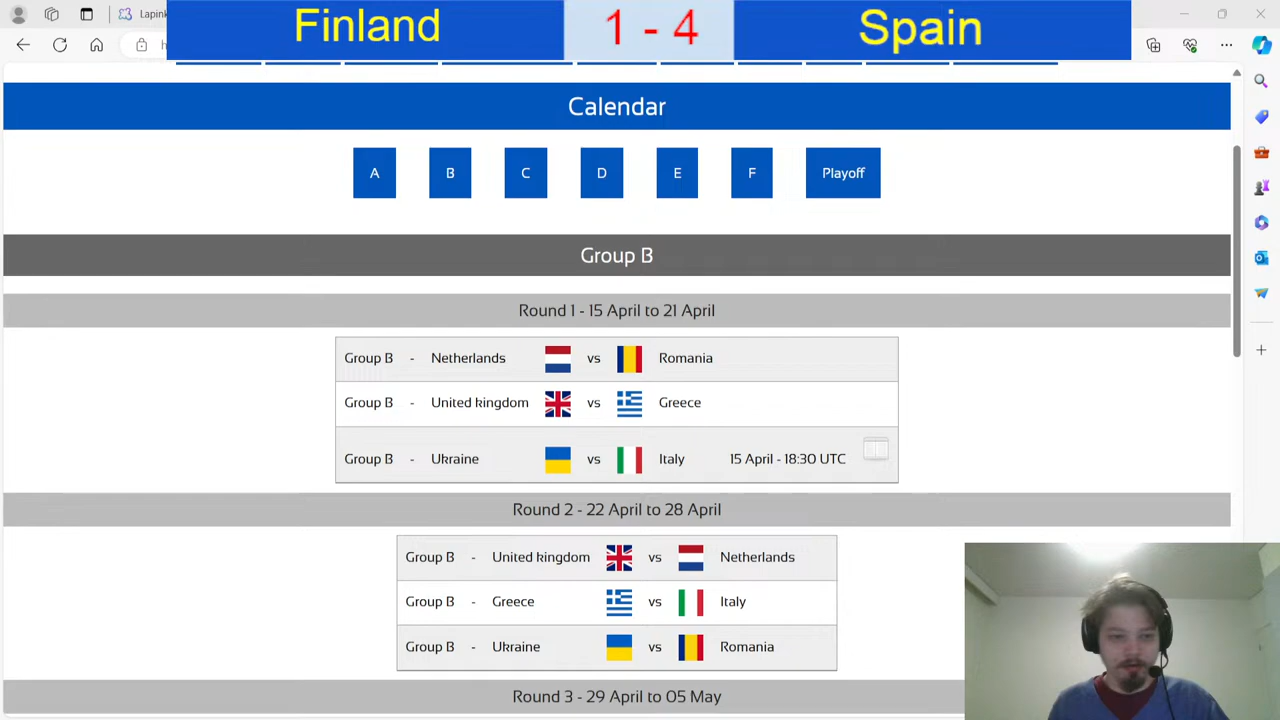 Lapink
Finland 1 - 4 Spain
Calendar
A B C D E F Playoff
Group B
Round 1 - 15 April to 21 April
Group B - Netherlands vs Romania
Group B - United kingdom vs Greece
Group B - Ukraine vs Italy 15 April - 18:30 UTC
Round 2 - 22 April to 28 April
Group B - United kingdom vs Netherlands
Group B - Greece vs Italy
Group B - Ukraine vs Romania
Round 3 - 29 April to 05 May